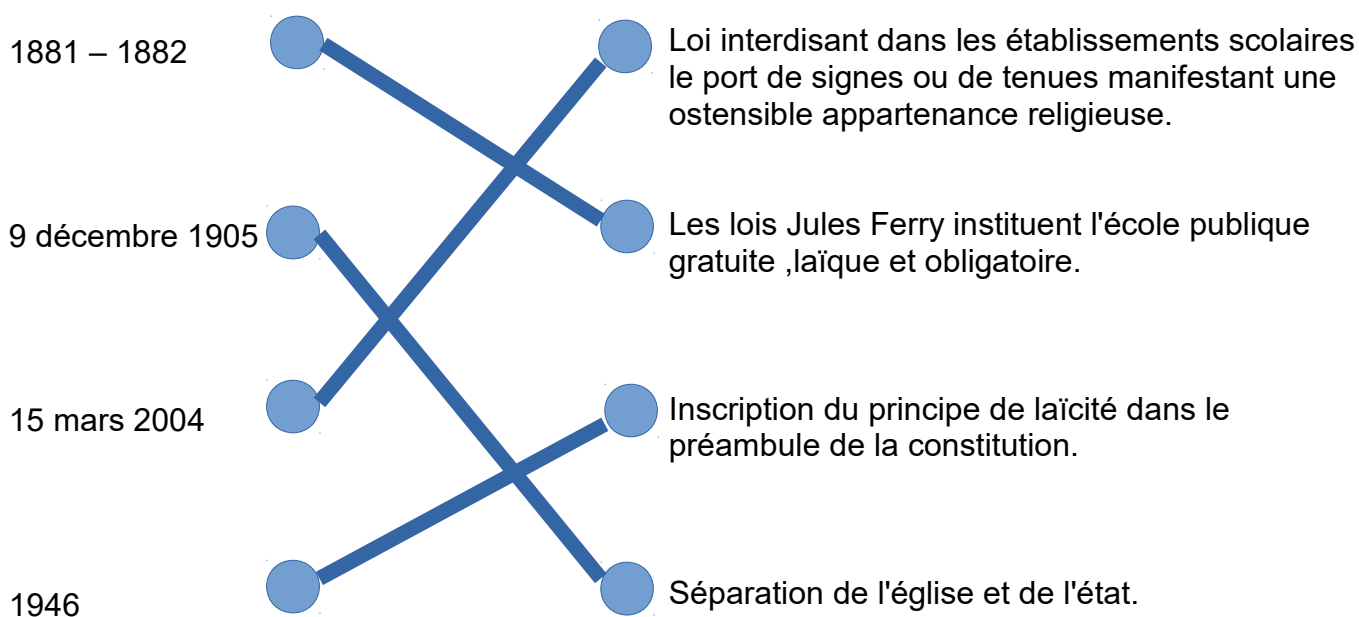 1881 – 1882
Loi interdisant dans les établissements scolaires
le port de signes ou de tenues manifestant une
ostensible appartenance religieuse.
9 décembre 1905
Les lois Jules Ferry instituent l'école publique
gratuite ,laïque et obligatoire.
15 mars 2004
Inscription du principe de laïcité dans le
préambule de la constitution.
1946
Séparation de l'église et de l'état.